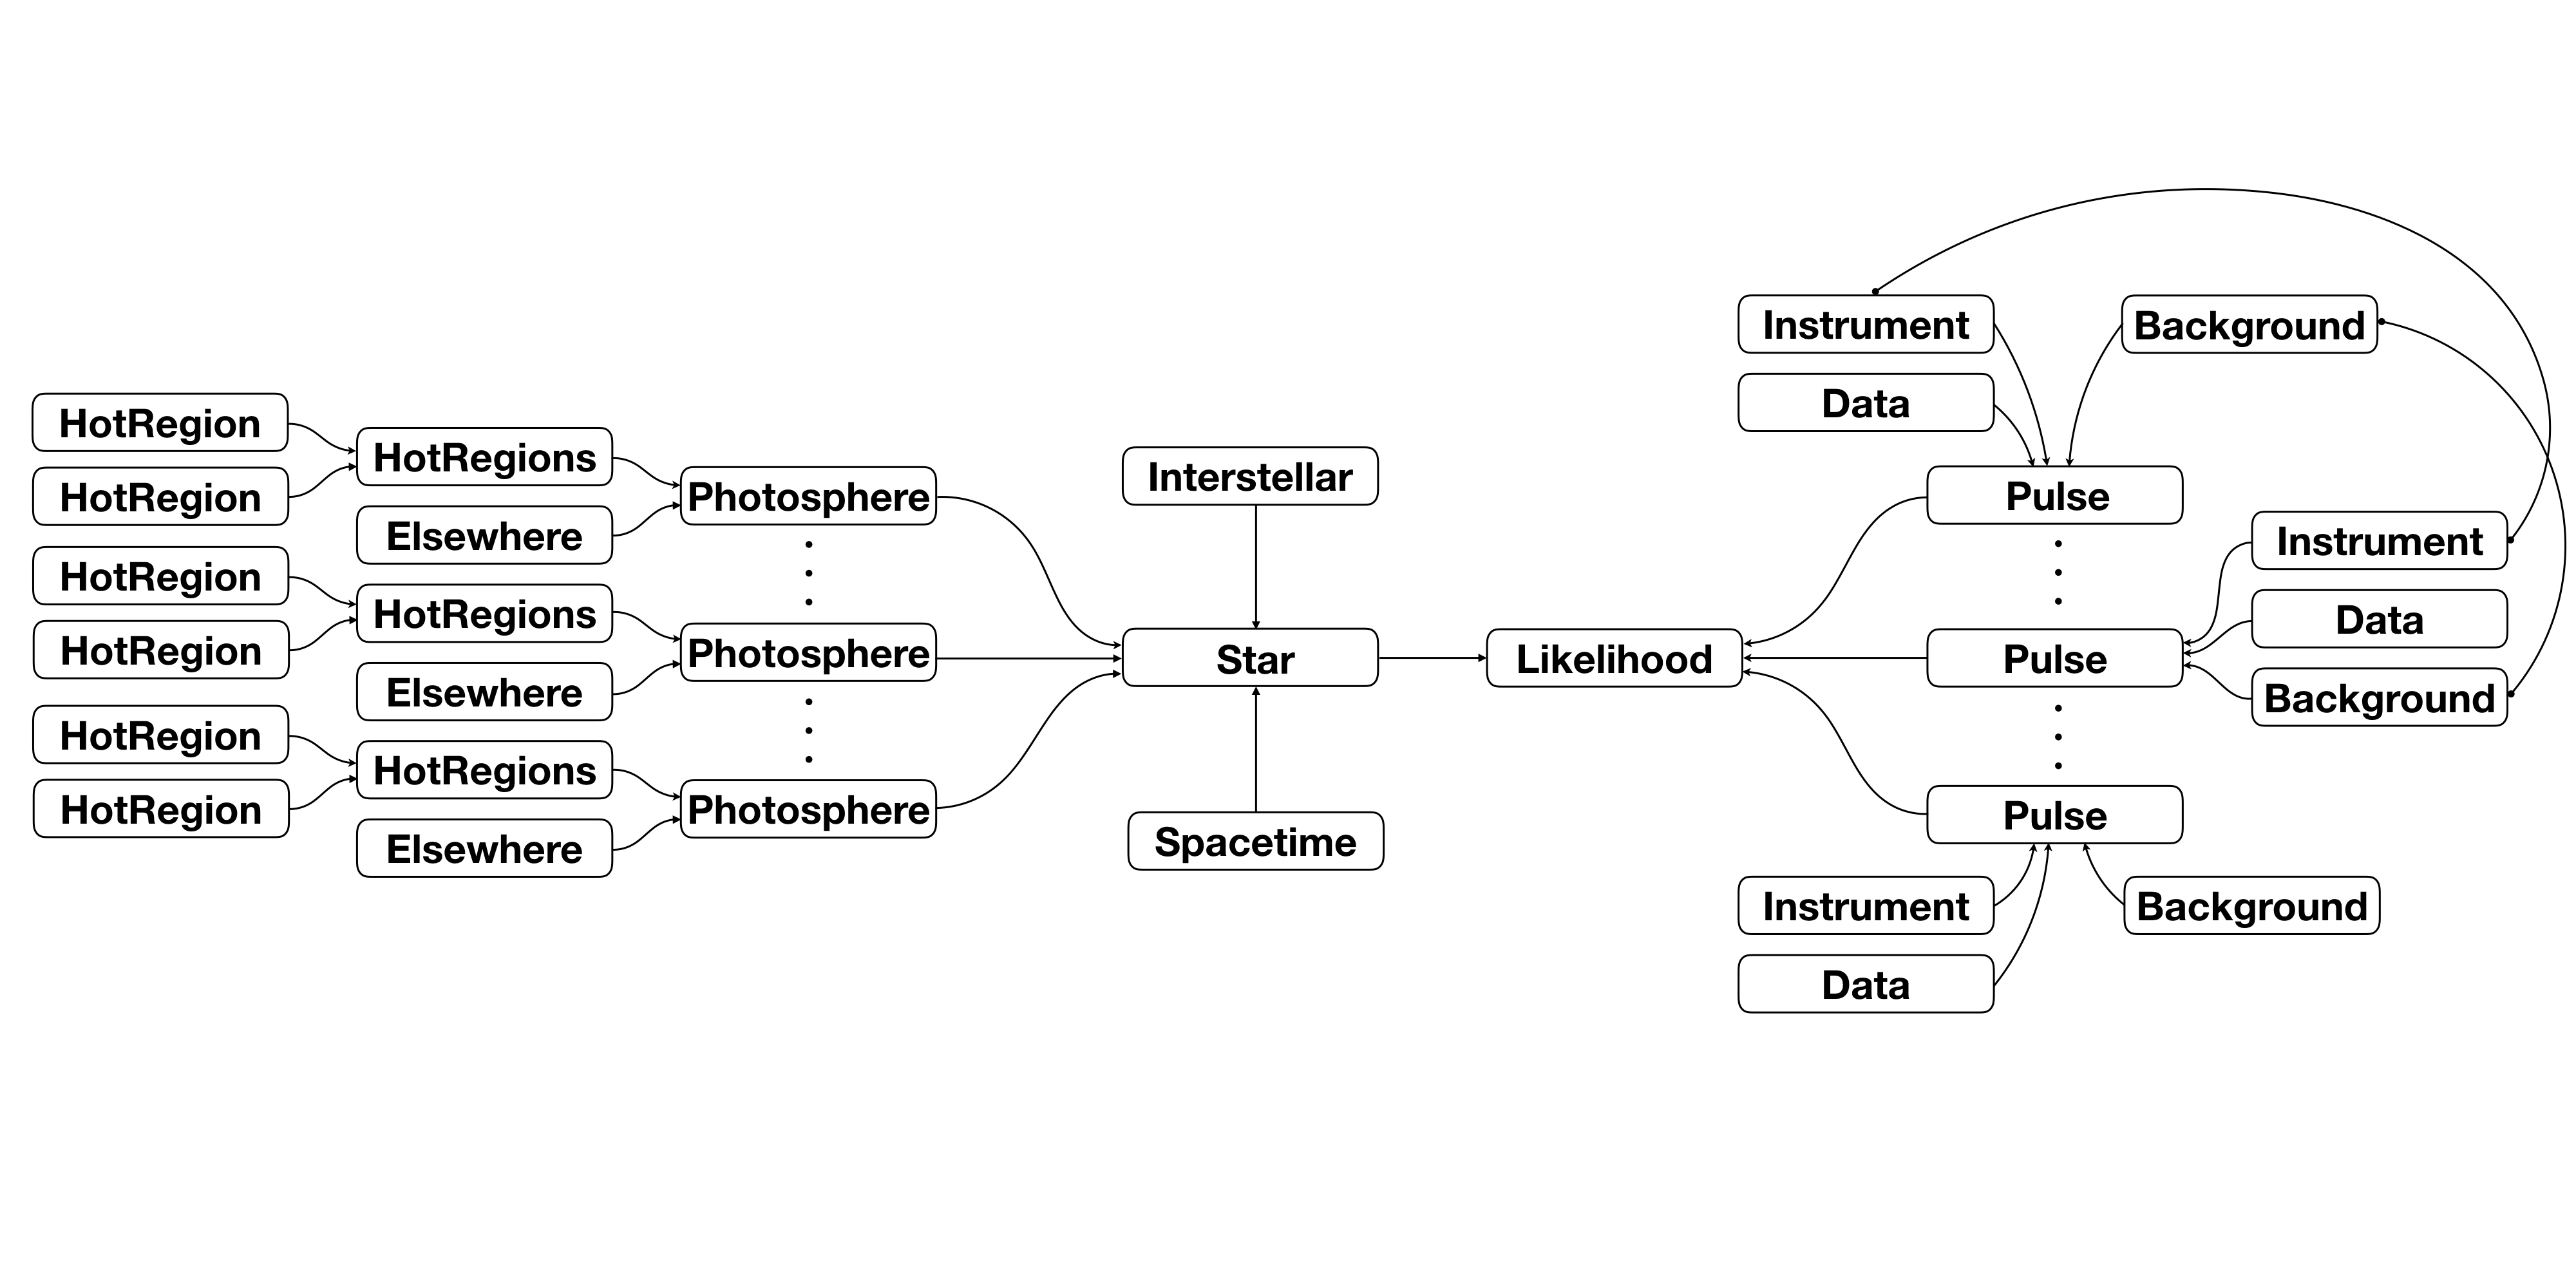 HotRegion
HotRegion
HotRegion
HotRegion
HotRegion
HotRegion
HotRegions
Elsewhere
HotRegions
Elsewhere
HotRegions
Elsewhere
Photosphere
Photosphere
Photosphere
Interstellar
Star
Spacetime
Likelihood
Instrument
Data
Background
Pulse
Pulse
Pulse
Instrument
Data
Background
Instrument
Data
Background